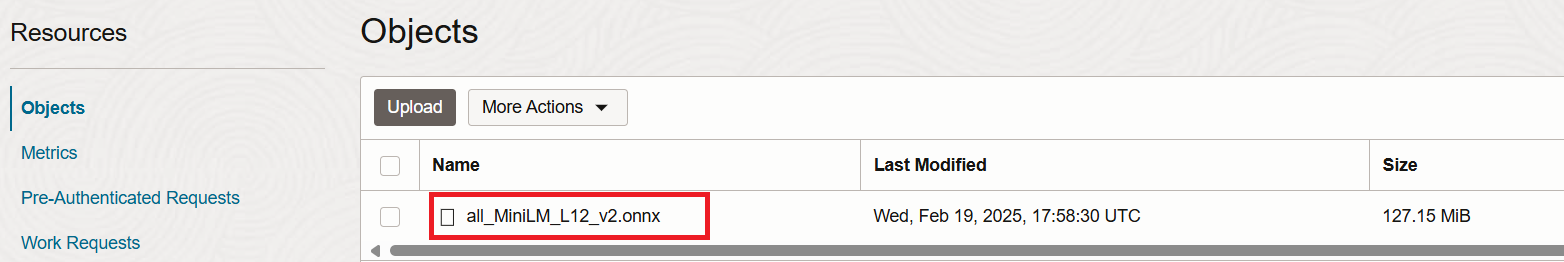 Resources
Objects
Metrics
Pre-Authenticated Requests
Work Requests
Objects
Upload More Actions
Name Last Modified Size
all_MiniLM_L12_v2.onnx Wed, Feb 19, 2025, 17:58:30 UTC 127.15 MiB